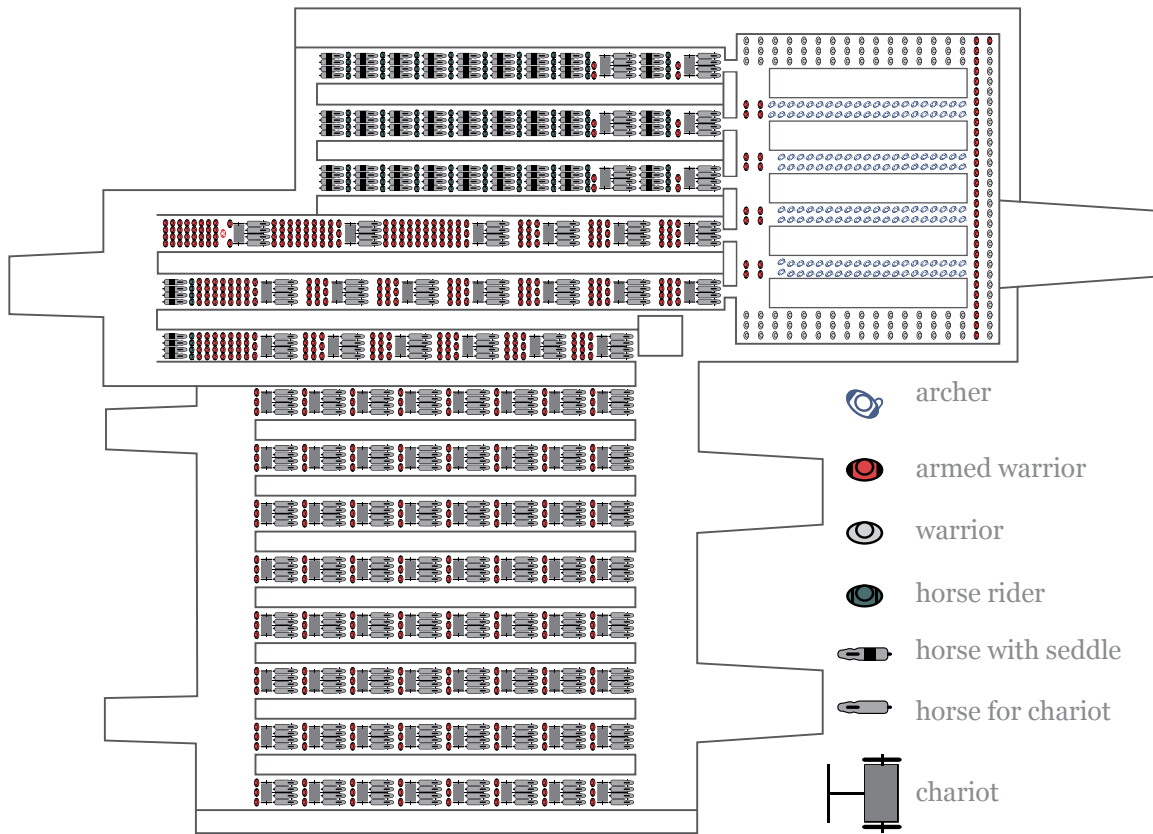 archer
armed warrior
warrior
horse rider
horse with seddle
horse for chariot
chariot